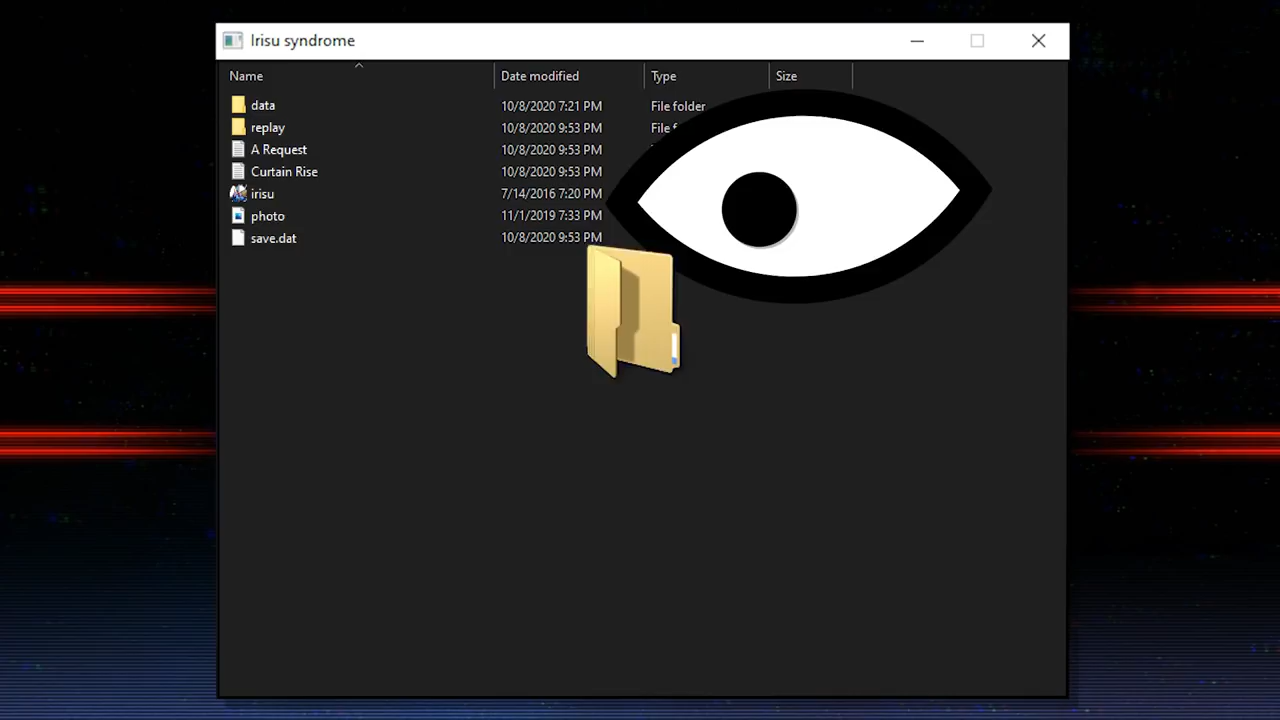 Irisu syndrome
Name Date modified Type Size
data 10/8/2020 7:21 PM File folder
replay 10/8/2020 9:53 PM File
A Request 10/8/2020 9:53 PM
Curtain Rise 10/8/2020 9:53 PM
irisu 7/14/2016 7:20 PM
photo 11/1/2019 7:33 PM
save.dat 10/8/2020 9:53 PM